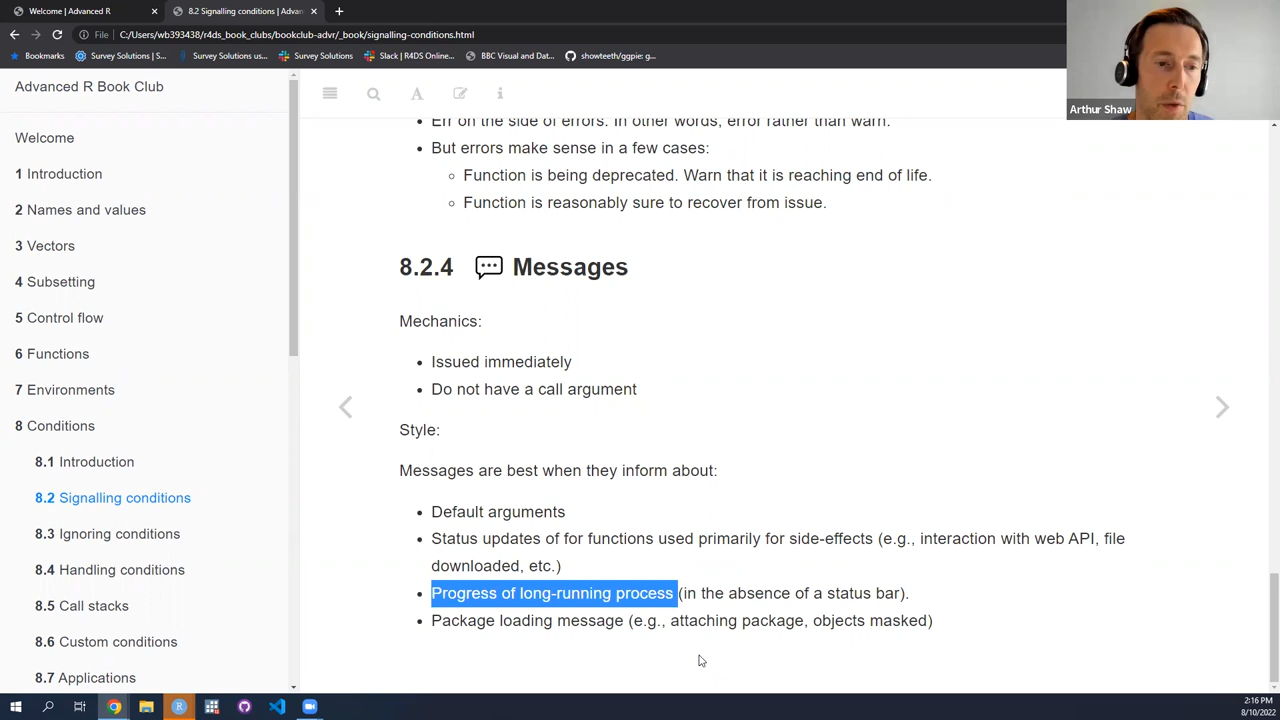 Welcome | Advanced R
8.2 Signalling conditions | Advan
File
C:/Users/wb393438/r4ds_book_clubs/bookclub-advr/_book/signalling-conditions.html
Bookmarks
Survey Solutions | S...
Survey Solutions us...
Survey Solutions
Slack | R4DS Online...
BBC Visual and Dat...
showteeth/ggpie: g...
Arthur Shaw
Advanced R Book Club
Welcome
1 Introduction
2 Names and values
3 Vectors
4 Subsetting
5 Control flow
6 Functions
7 Environments
8 Conditions
8.1 Introduction
8.2 Signalling conditions
8.3 Ignoring conditions
8.4 Handling conditions
8.5 Call stacks
8.6 Custom conditions
8.7 Applications
Err on the side of errors. In other words, error rather than warn.
But errors make sense in a few cases:
Function is being deprecated. Warn that it is reaching end of life.
Function is reasonably sure to recover from issue.
8.2.4 Messages
Mechanics:
Issued immediately
Do not have a call argument
Style:
Messages are best when they inform about:
Default arguments
Status updates of for functions used primarily for side-effects (e.g., interaction with web API, file
downloaded, etc.)
Progress of long-running process (in the absence of a status bar).
Package loading message (e.g., attaching package, objects masked)
2:16 PM
8/10/2022